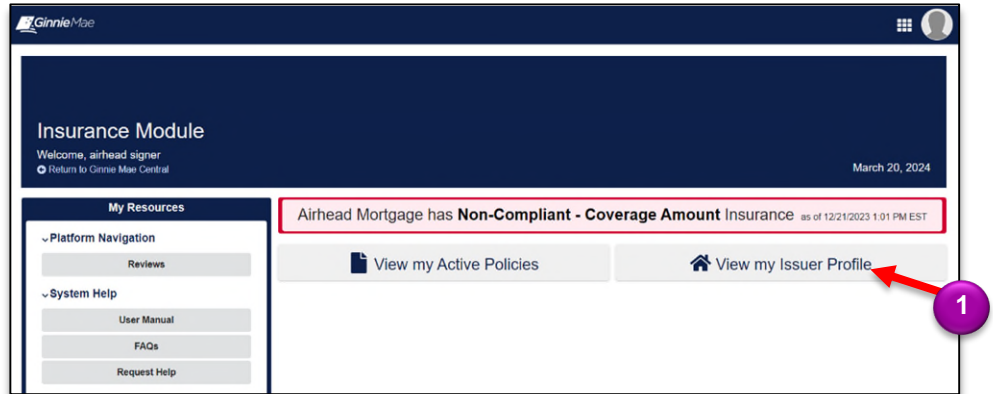 GinnieMae
Insurance Module
Welcome, airhead signer
Return to Ginnie Mae Central
March 20, 2024
My Resources
Platform Navigation
Reviews
System Help
User Manual
FAQs
Request Help
Airhead Mortgage has Non-Compliant - Coverage Amount Insurance as of 12/21/2023 1:01 PM EST
View my Active Policies
View my Issuer Profile
1